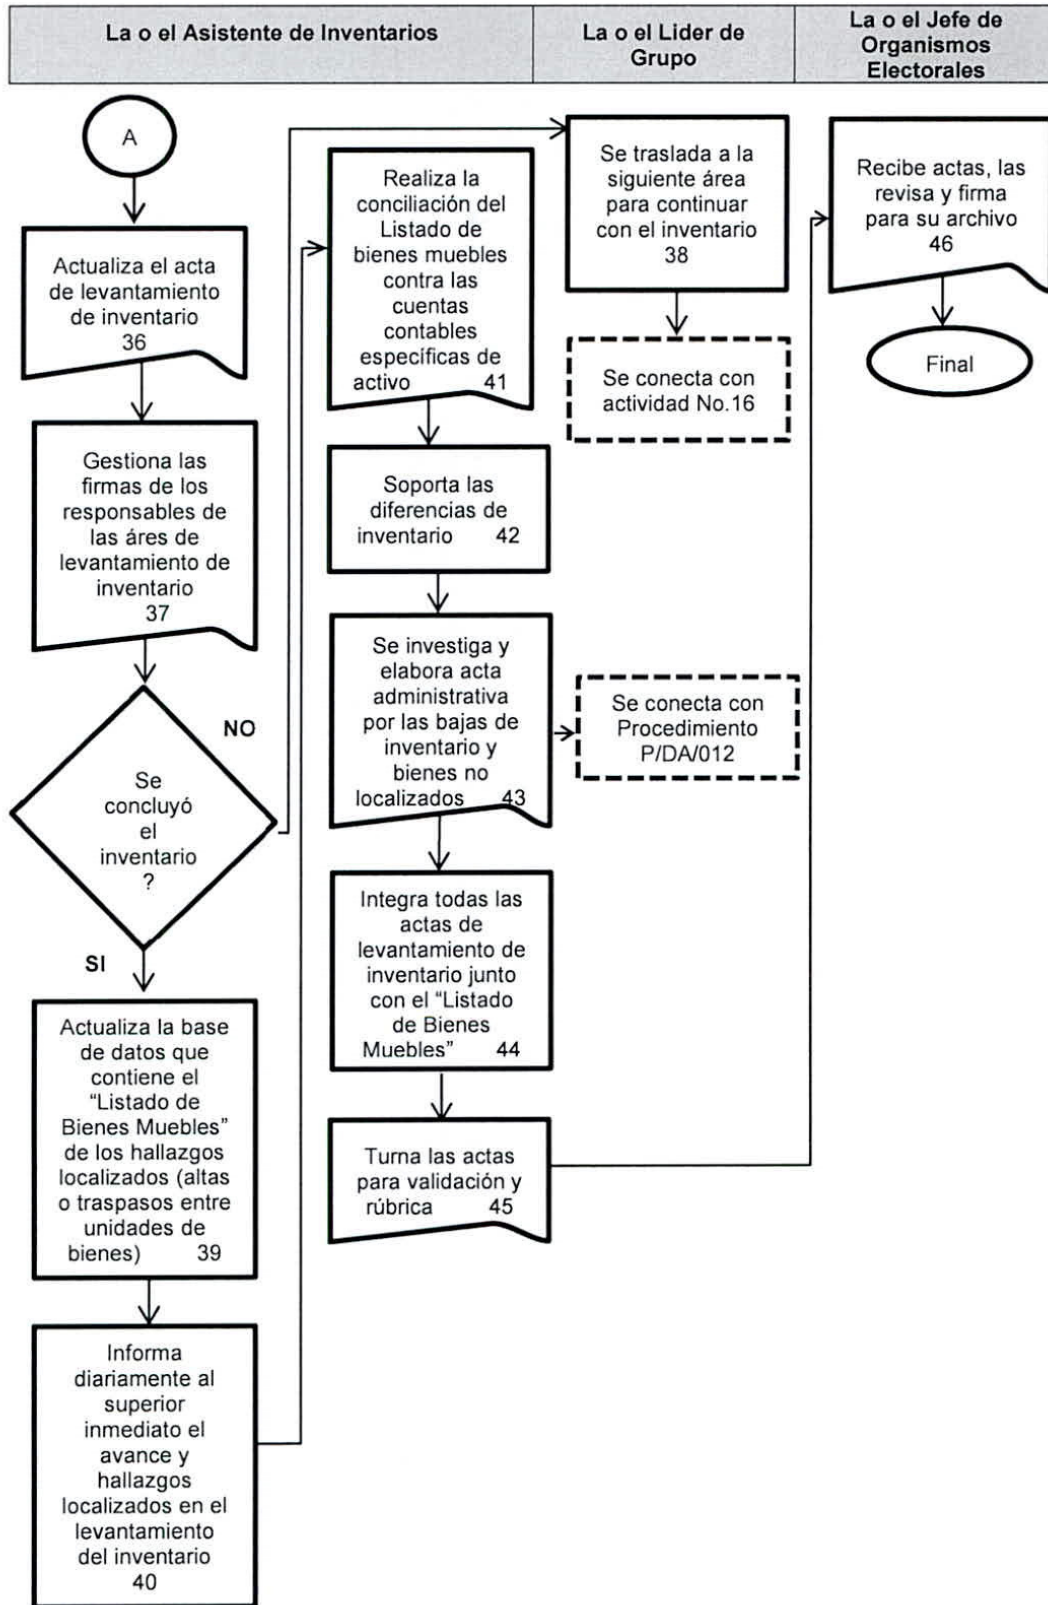 La o el Asistente de Inventarios
La o el Lider de
Grupo
La o el Jefe de
Organismos
Electorales
A
Actualiza el acta
de levantamiento
de inventario
36
Gestiona las
firmas de los
responsables de
las áres de
levantamiento de
inventario
37
NO
Se
concluyó
el
inventario
?
SI
Actualiza la base
de datos que
contiene el
“Listado de
Bienes Muebles”
de los hallazgos
localizados (altas
o traspasos entre
unidades de
bienes) 39
Informa
diariamente al
superior
inmediato el
avance y
hallazgos
localizados en el
levantamiento
del inventario
40
Realiza la
conciliación del
Listado de
bienes muebles
contra las
cuentas
contables
específicas de
activo 41
Soporta las
diferencias de
inventario 42
Se investiga y
elabora acta
administrativa
por las bajas de
inventario y
bienes no
localizados 43
Integra todas las
actas de
levantamiento de
inventario junto
con el “Listado
de Bienes
Muebles” 44
Turna las actas
para validación y
rúbrica 45
Se traslada a la
siguiente área
para continuar
con el inventario
38
Se conecta con
actividad No.16
Se conecta con
Procedimiento
P/DA/012
Recibe actas, las
revisa y firma
para su archivo
46
Final